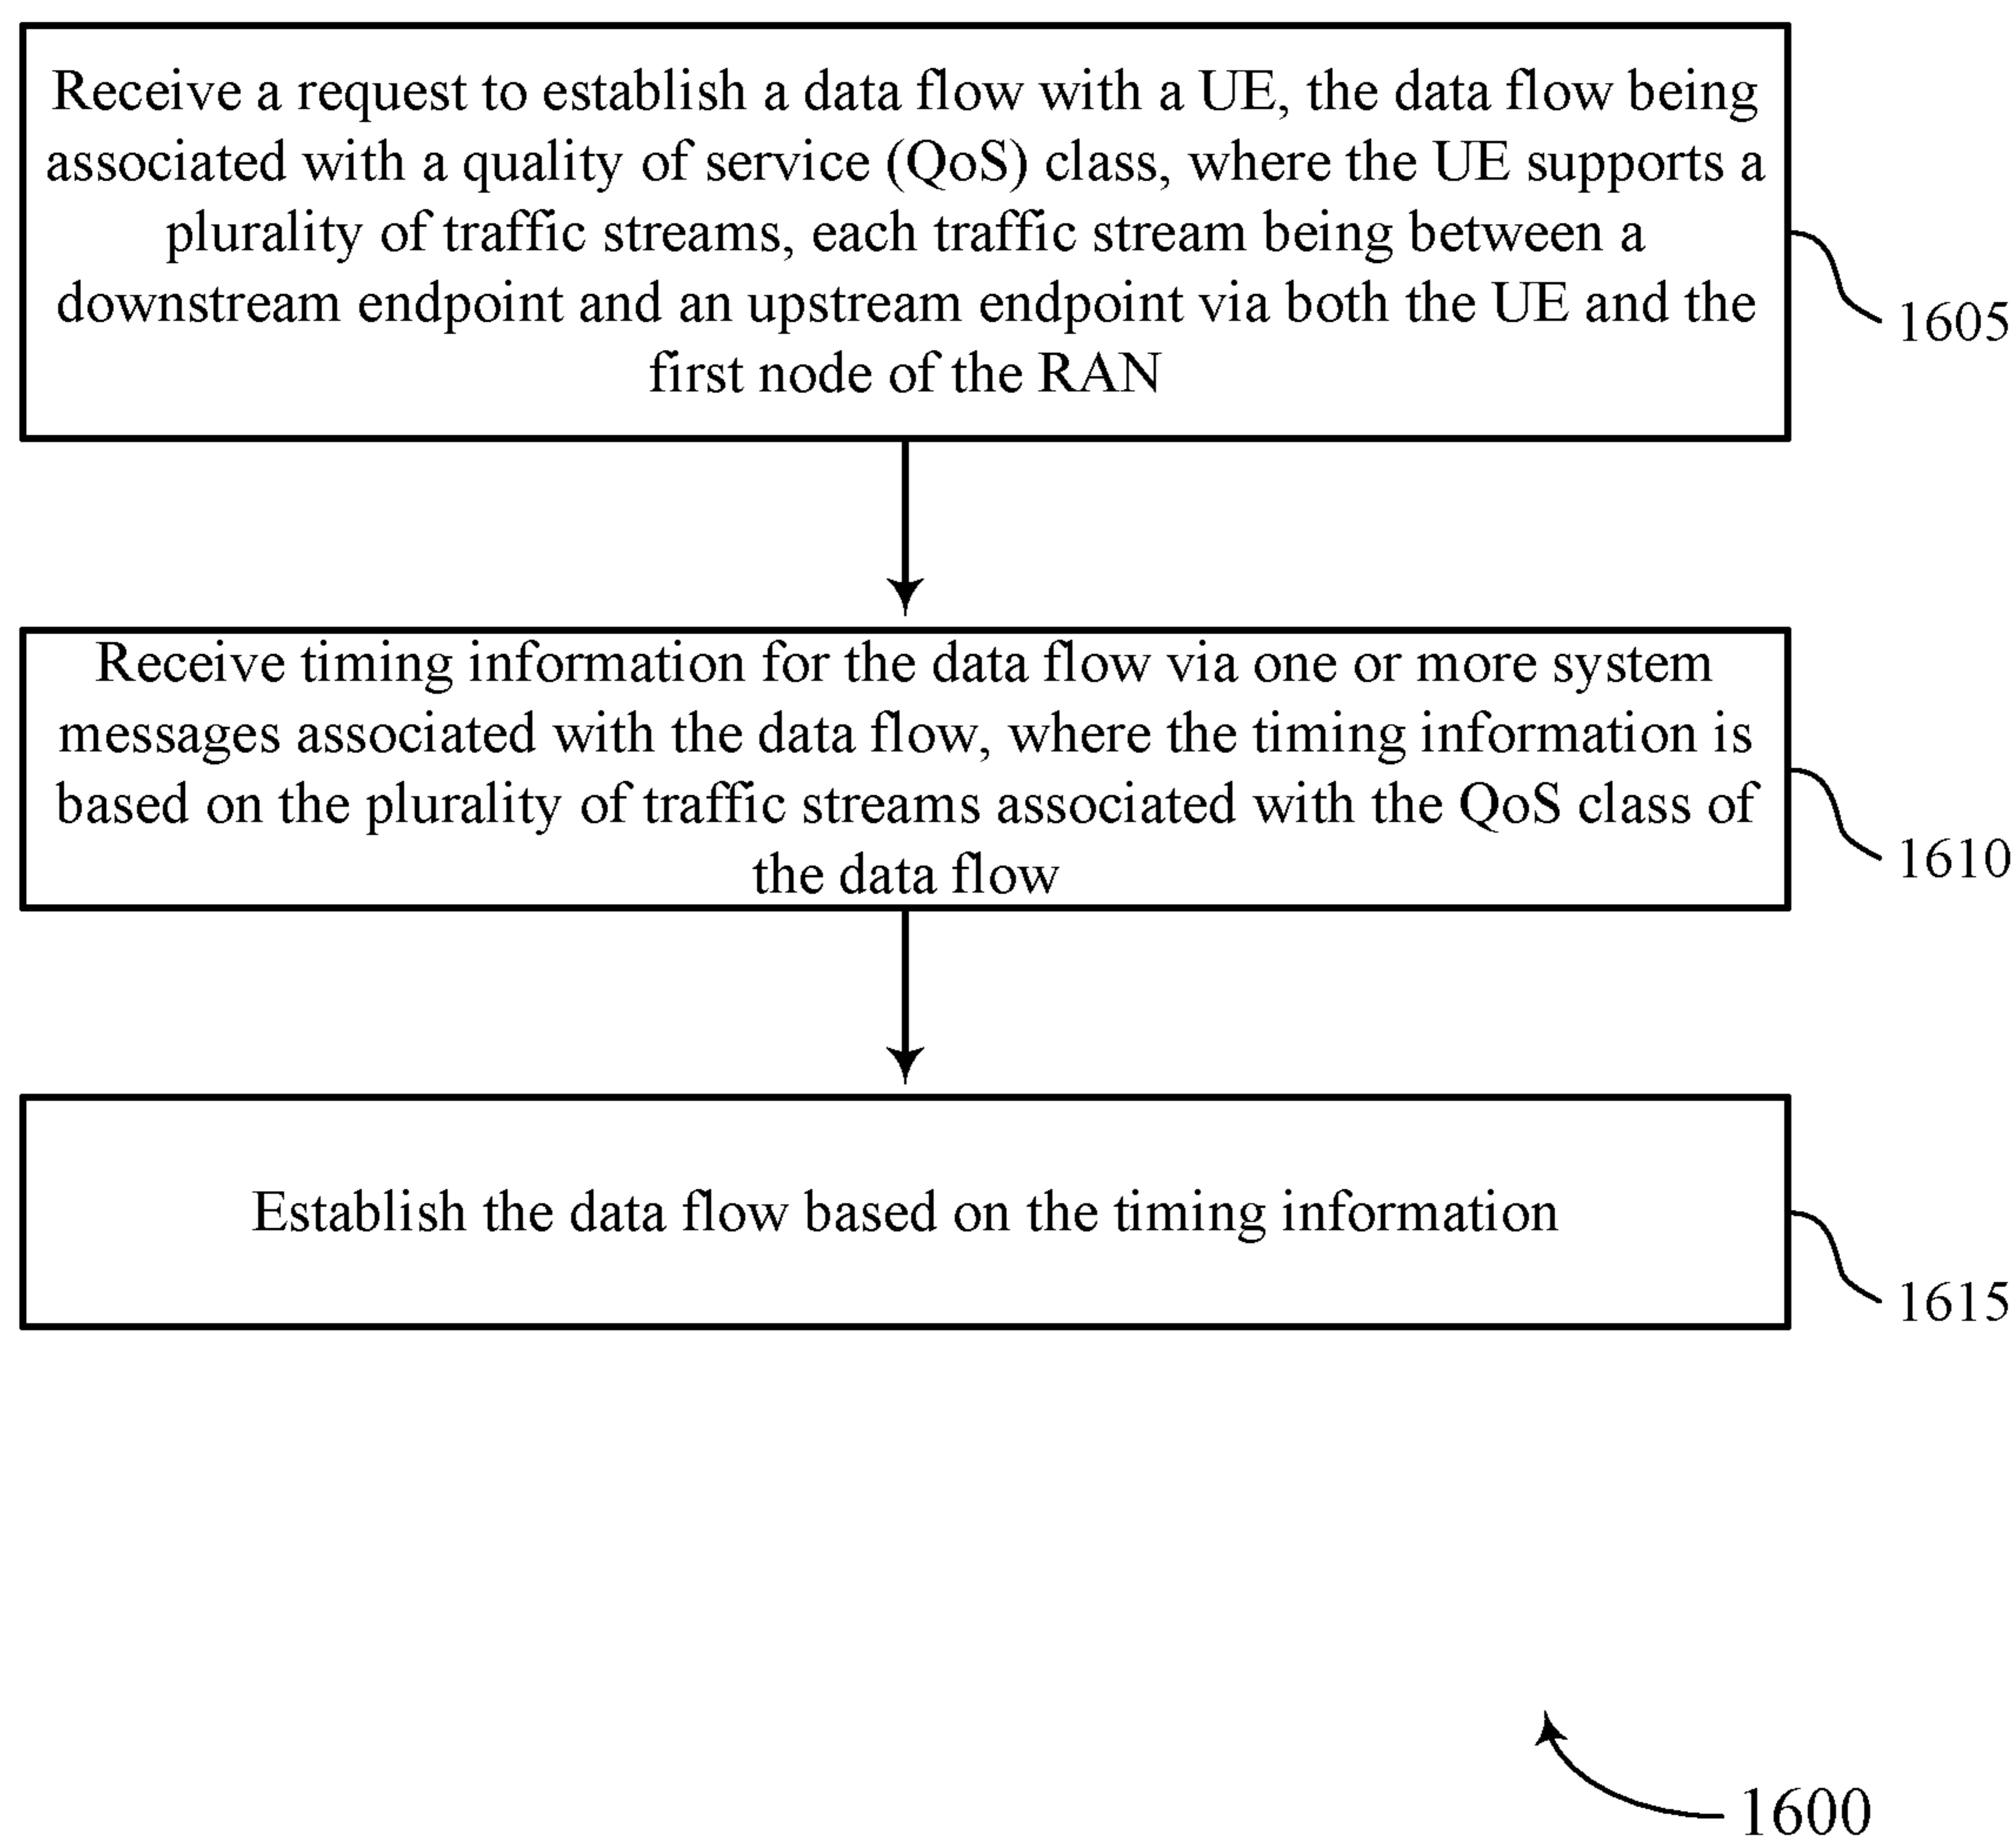 Receive a request to establish a data flow with a UE, the data flow being
associated with a quality of service (QoS) class, where the UE supports a
plurality of traffic streams, each traffic stream being between a
downstream endpoint and an upstream endpoint via both the UE and the
first node of the RAN
1605
Receive timing information for the data flow via one or more system
messages associated with the data flow, where the timing information is
based on the plurality of traffic streams associated with the QoS class of
the data flow
1610
Establish the data flow based on the timing information
1615
1600